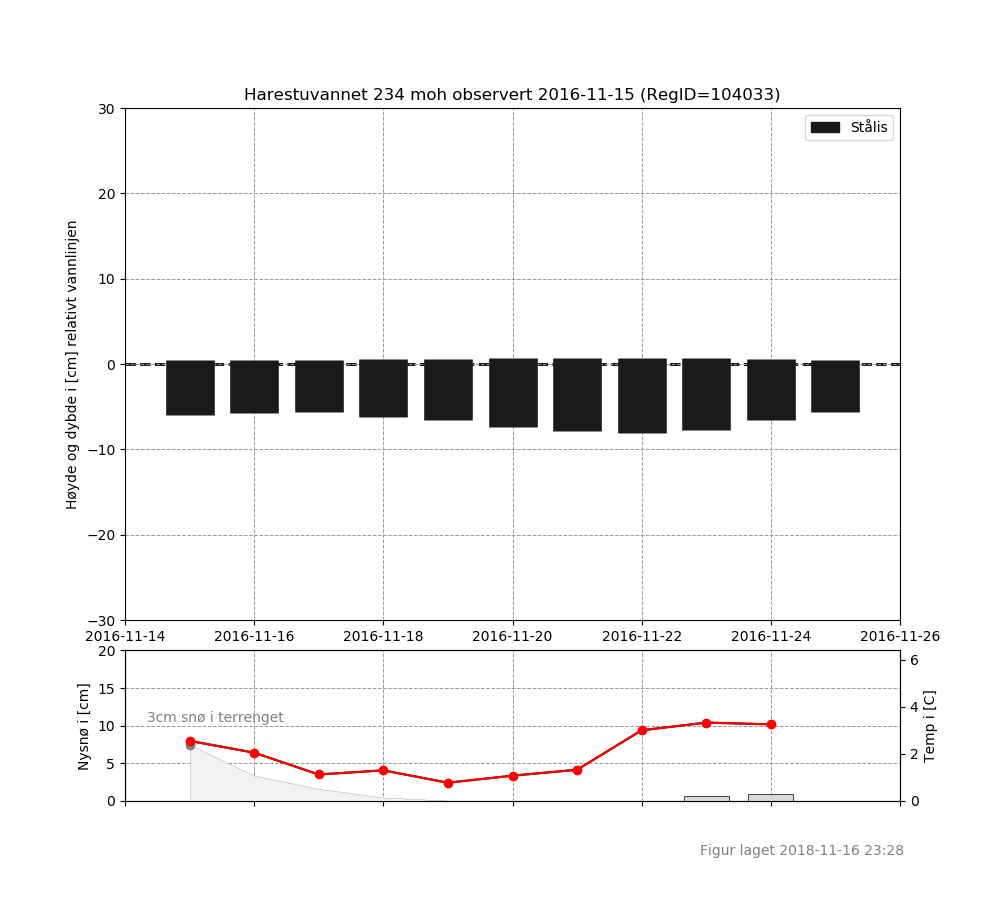 Harestuvannet 234 moh observert 2016-11-15 (RegID=104033)
Stålis
Høyde og dybde i [cm] relativt vannlinjen
30
20
10
0
−10
−20
−30
2016-11-14 2016-11-16 2016-11-18 2016-11-20 2016-11-22 2016-11-24 2016-11-26
Nysnø i [cm]
20
15
10
5
0
3cm snø i terrenget
6
4
2
0
Temp i [C]
Figur laget 2018-11-16 23:28